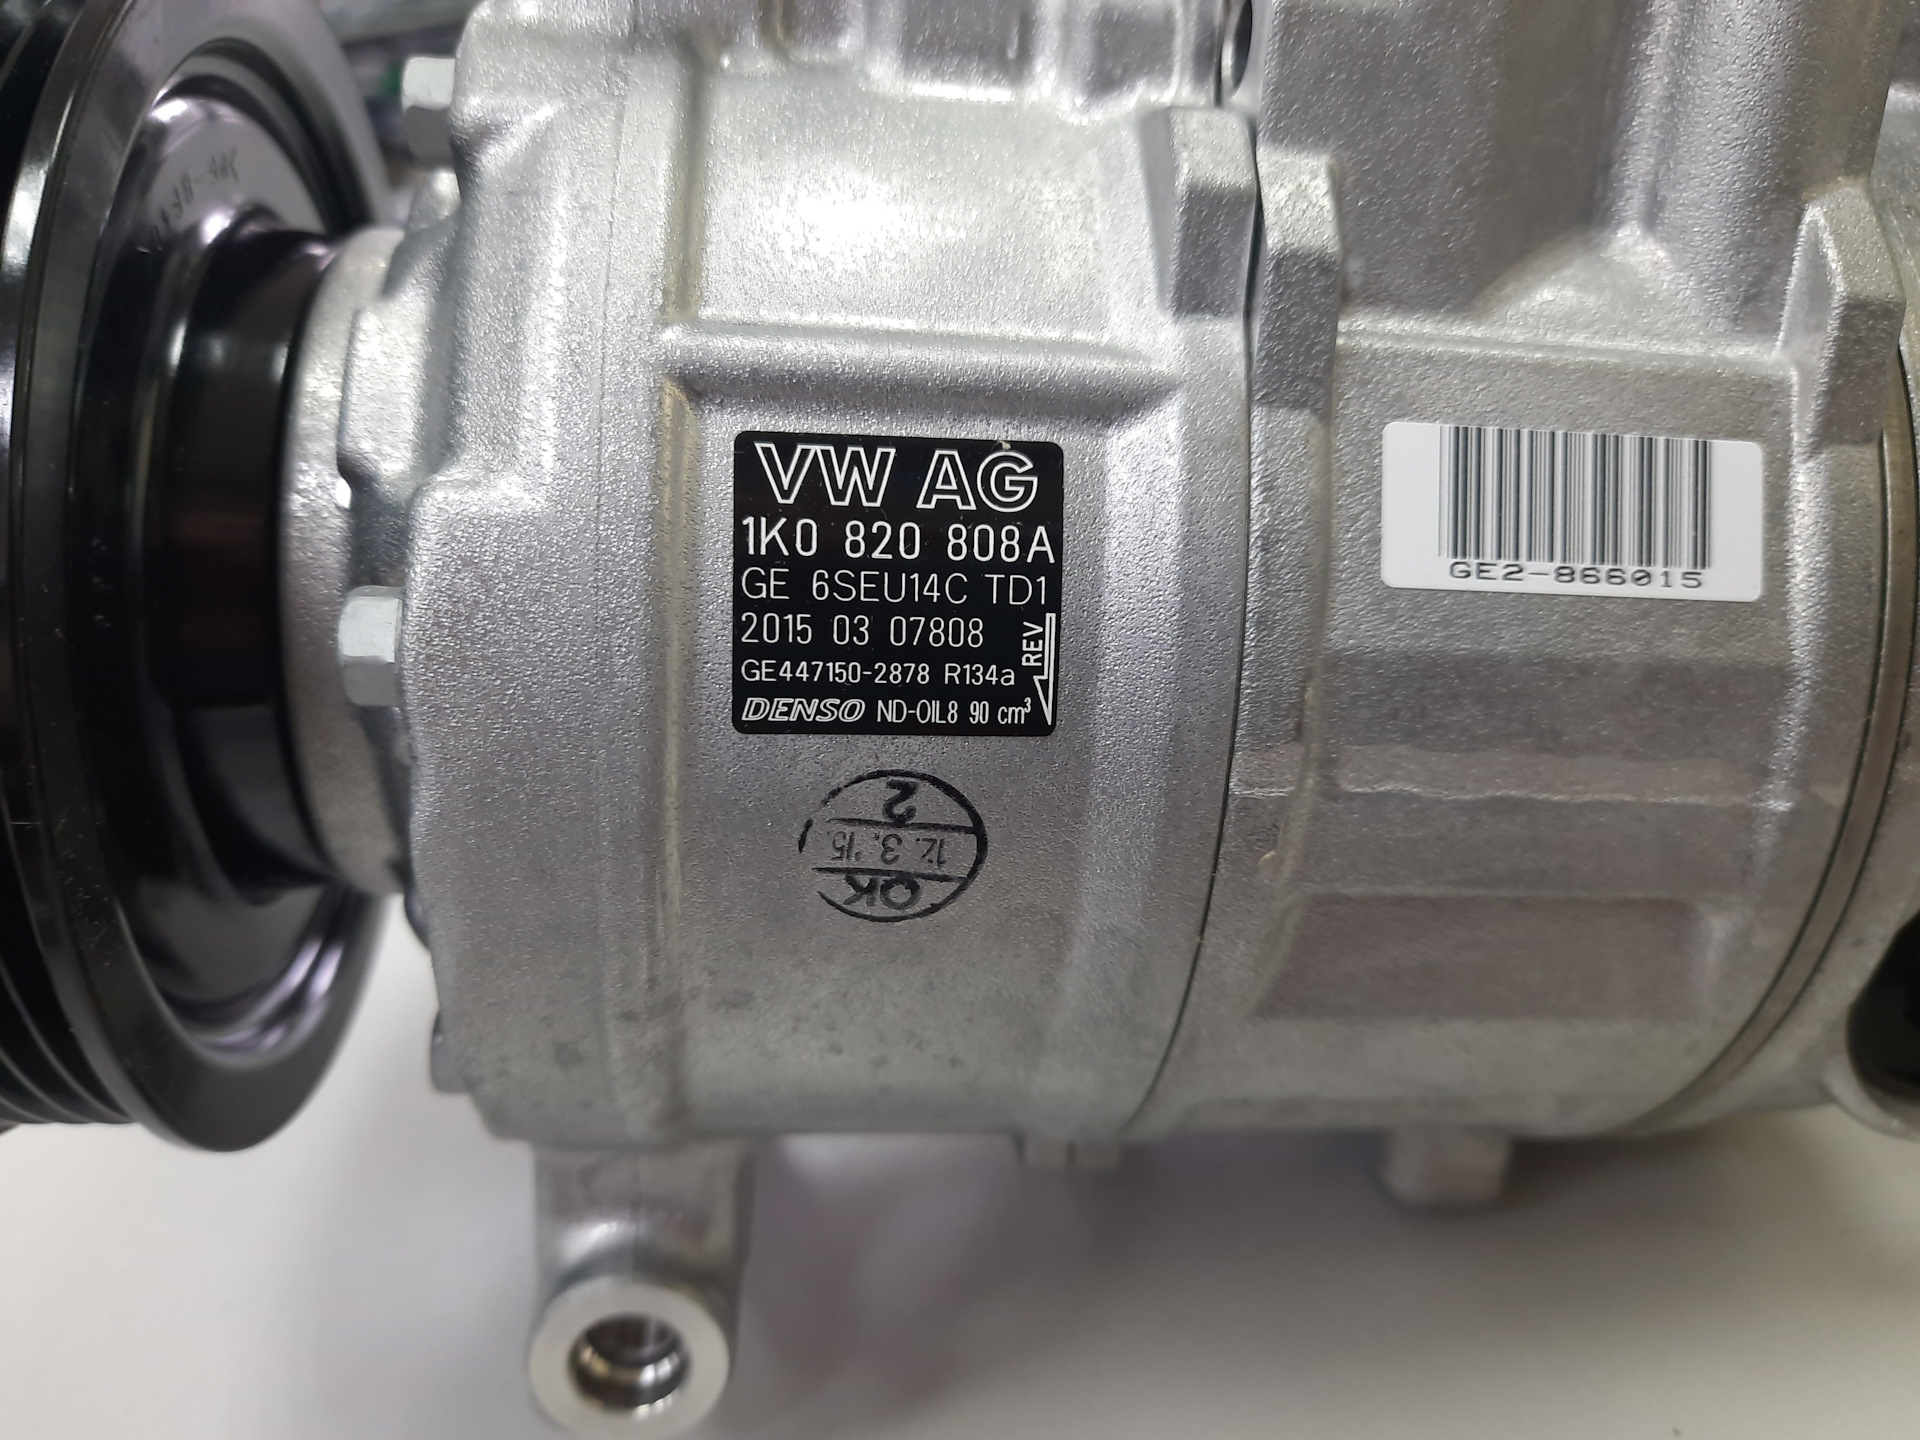 VW AG
1K0 820 808A
GE 6SEU14C TD1
2015 03 07808
REV
GE447150-2878 R134a
DENSO ND-OIL8 90 cm³
GE2-866015
OK
12. 3.'15.
2